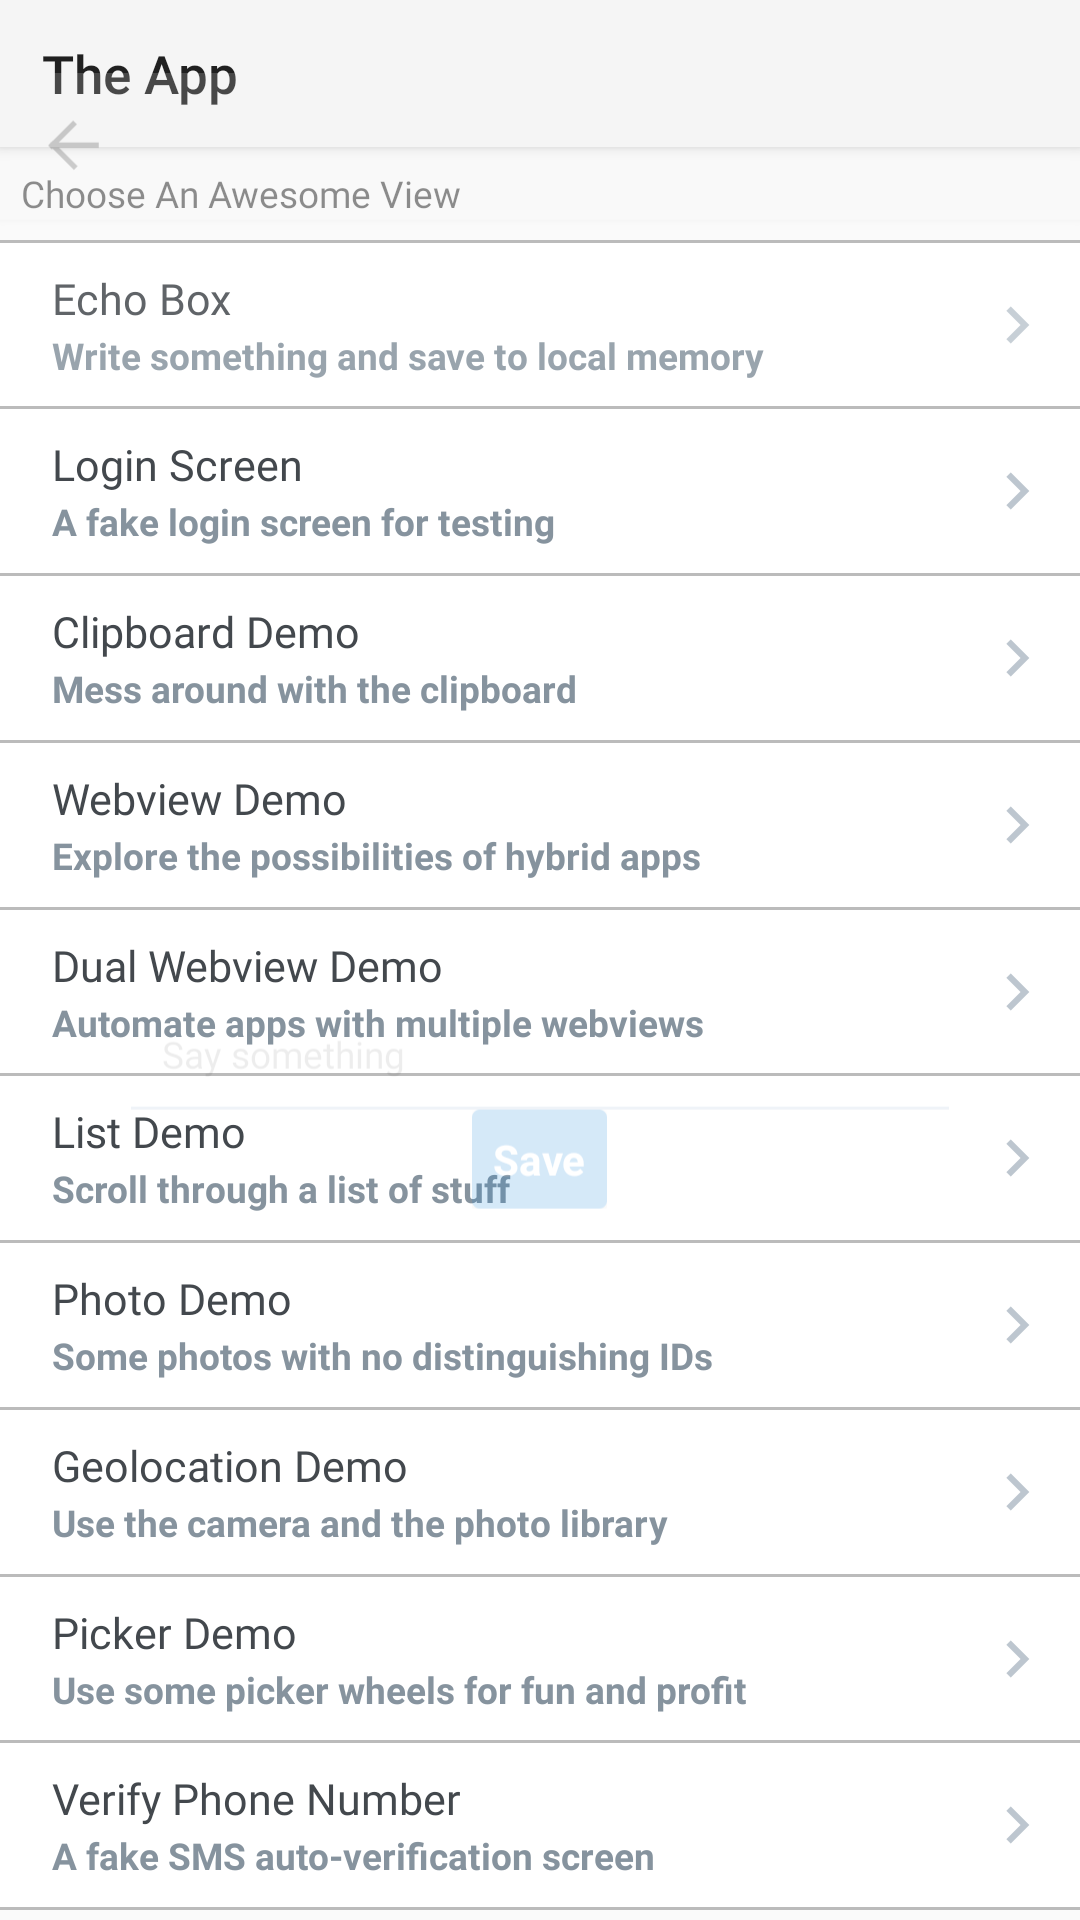 The App
Choose An Awesome View
Echo Box
Write something and save to local memory
Login Screen
A fake login screen for testing
Clipboard Demo
Mess around with the clipboard
Webview Demo
Explore the possibilities of hybrid apps
Dual Webview Demo
Automate apps with multiple webviews
Say something
List Demo
Save
Scroll through a list of stuff
Photo Demo
Some photos with no distinguishing IDs
Geolocation Demo
Use the camera and the photo library
Picker Demo
Use some picker wheels for fun and profit
Verify Phone Number
A fake SMS auto-verification screen